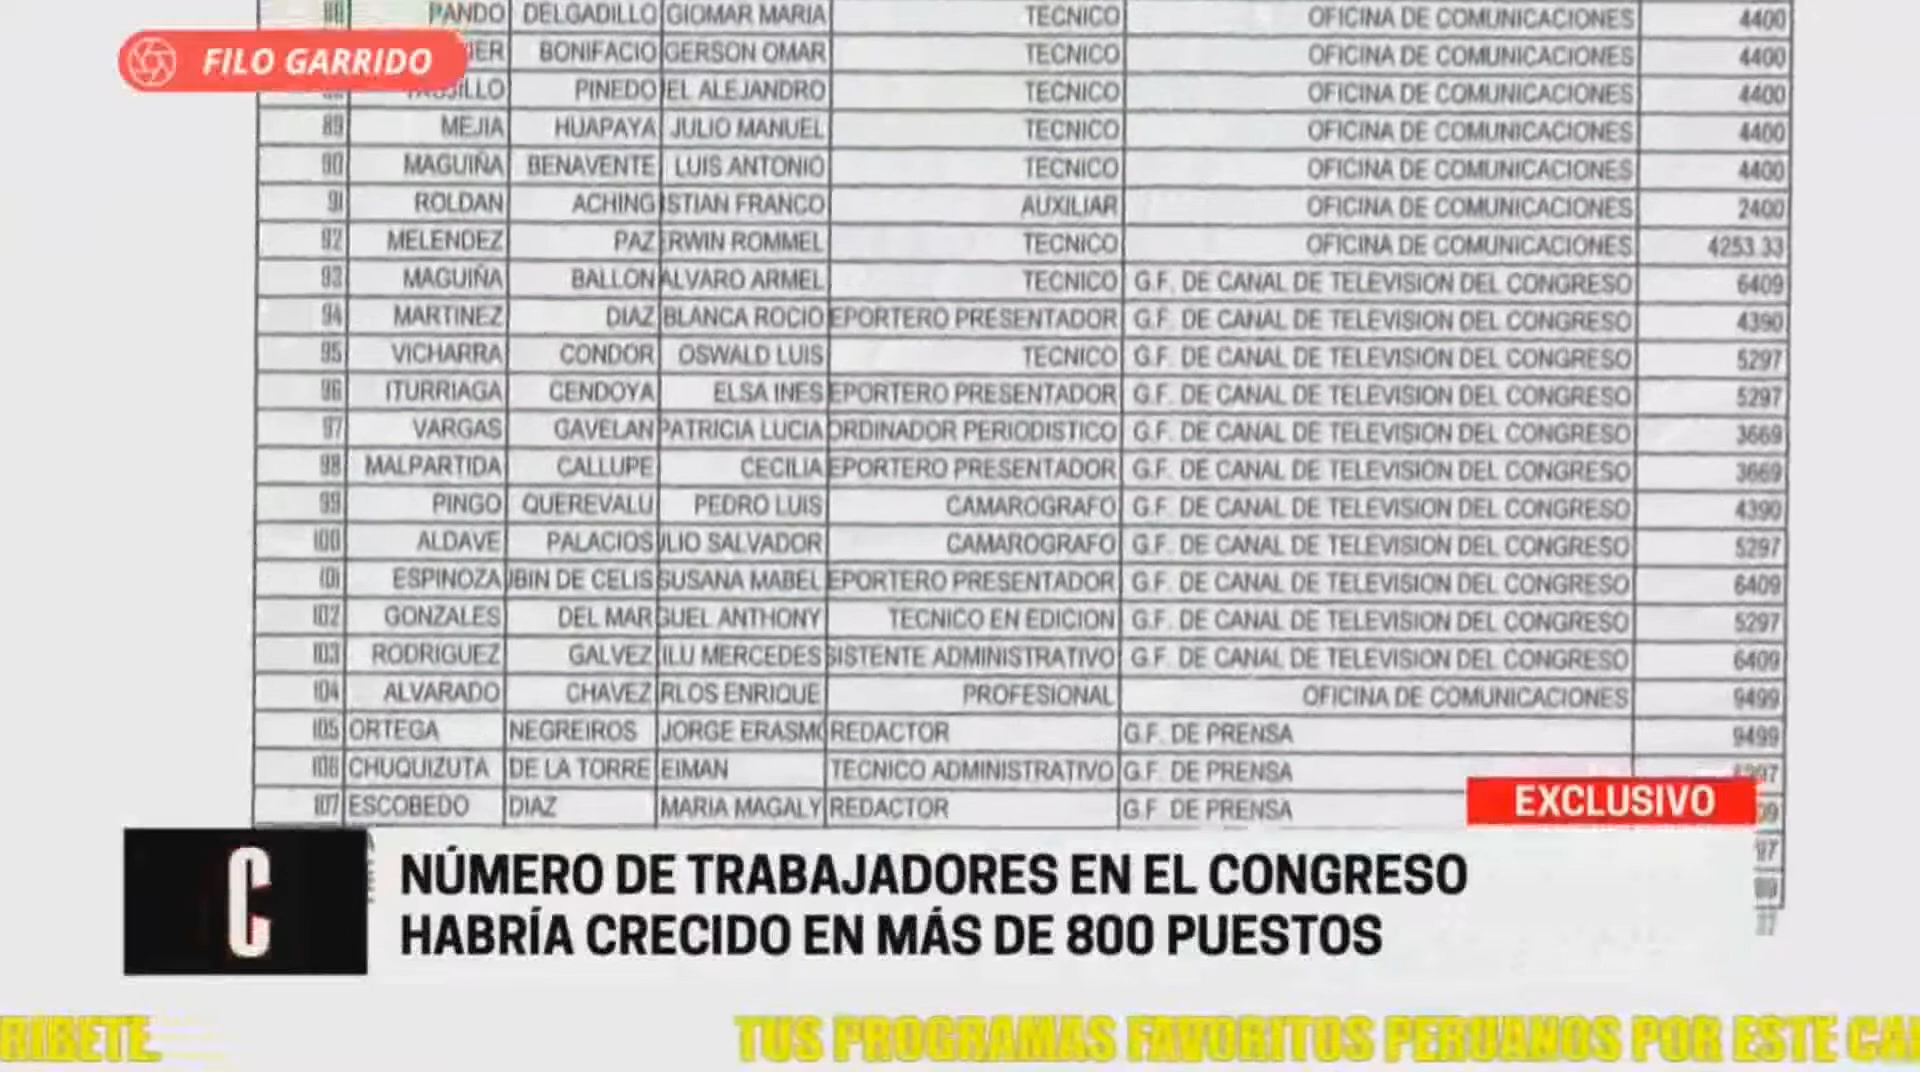 86 PANDO DELGADILLO GIOMAR MARIA TECNICO OFICINA DE COMUNICACIONES 4400
FILO GARRIDO
IER BONIFACIO GERSON OMAR TECNICO OFICINA DE COMUNICACIONES 4400
ILLO PINEDO EL ALEJANDRO TECNICO OFICINA DE COMUNICACIONES 4400
89 MEJIA HUAPAYA JULIO MANUEL TECNICO OFICINA DE COMUNICACIONES 4400
90 MAGUIÑA BENAVENTE LUIS ANTONIO TECNICO OFICINA DE COMUNICACIONES 4400
91 ROLDAN ACHING STIAN FRANCO AUXILIAR OFICINA DE COMUNICACIONES 2400
92 MELENDEZ PAZ ERWIN ROMMEL TECNICO OFICINA DE COMUNICACIONES 4253.33
93 MAGUIÑA BALLON ALVARO ARMEL TECNICO G.F. DE CANAL DE TELEVISION DEL CONGRESO 6409
94 MARTINEZ DIAZ BLANCA ROCIO EPORTERO PRESENTADOR G.F. DE CANAL DE TELEVISION DEL CONGRESO 4390
95 VICHARRA CONDOR OSWALD LUIS TECNICO G.F. DE CANAL DE TELEVISION DEL CONGRESO 5297
96 ITURRIAGA CENDOYA ELSA INES EPORTERO PRESENTADOR G.F. DE CANAL DE TELEVISION DEL CONGRESO 5297
97 VARGAS GAVELAN PATRICIA LUCIA ORDINADOR PERIODISTICO G.F. DE CANAL DE TELEVISION DEL CONGRESO 3669
98 MALPARTIDA CALLUPE CECILIA EPORTERO PRESENTADOR G.F. DE CANAL DE TELEVISION DEL CONGRESO 3669
99 PINGO QUEREVALU PEDRO LUIS CAMAROGRAFO G.F. DE CANAL DE TELEVISION DEL CONGRESO 4390
100 ALDAVE PALACIOS ULIO SALVADOR CAMAROGRAFO G.F. DE CANAL DE TELEVISION DEL CONGRESO 5297
101 ESPINOZA UBIN DE CELIS SUSANA MABEL EPORTERO PRESENTADOR G.F. DE CANAL DE TELEVISION DEL CONGRESO 6409
102 GONZALES DEL MAR GUEL ANTHONY TECNICO EN EDICION G.F. DE CANAL DE TELEVISION DEL CONGRESO 5297
103 RODRIGUEZ GALVEZ ILU MERCEDES SISTENTE ADMINISTRATIVO G.F. DE CANAL DE TELEVISION DEL CONGRESO 6409
104 ALVARADO CHAVEZ RLOS ENRIQUE PROFESIONAL OFICINA DE COMUNICACIONES 9499
105 ORTEGA NEGREIROS JORGE ERASMO REDACTOR G.F. DE PRENSA 9499
106 CHUQUIZUTA DE LA TORRE EIMAN TECNICO ADMINISTRATIVO G.F. DE PRENSA
107 ESCOBEDO DIAZ MARIA MAGALY REDACTOR G.F DE PRENSA
EXCLUSIVO
C
NÚMERO DE TRABAJADORES EN EL CONGRESO
HABRÍA CRECIDO EN MÁS DE 800 PUESTOS
RIBETE TUS PROGRAMAS FAVORITOS PERUANOS POR ESTE CA